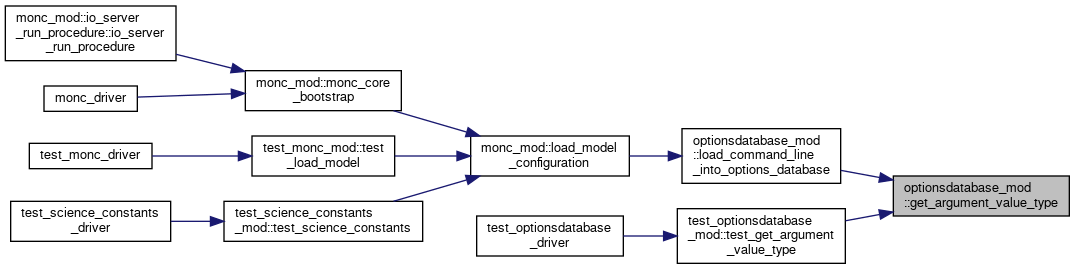 monc_mod::io_server
_run_procedure::io_server
_run_procedure
monc_driver
monc_mod::monc_core
_bootstrap
test_monc_driver
test_monc_mod::test
_load_model
test_science_constants
_driver
test_science_constants
_mod::test_science_constants
monc_mod::load_model
_configuration
test_optionsdatabase
_driver
optionsdatabase_mod
::load_command_line
_into_options_database
test_optionsdatabase
_mod::test_get_argument
_value_type
optionsdatabase_mod
::get_argument_value_type